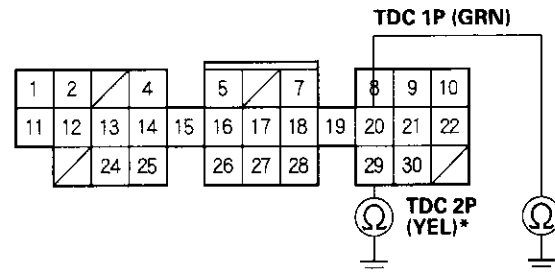 TDC 1P (GRN)
1 2 4 5 7 8 9 10
11 12 13 14 15 16 17 18 19 20 21 22
24 25 26 27 28 29 30
Ω TDC 2P Ω
(YEL)*